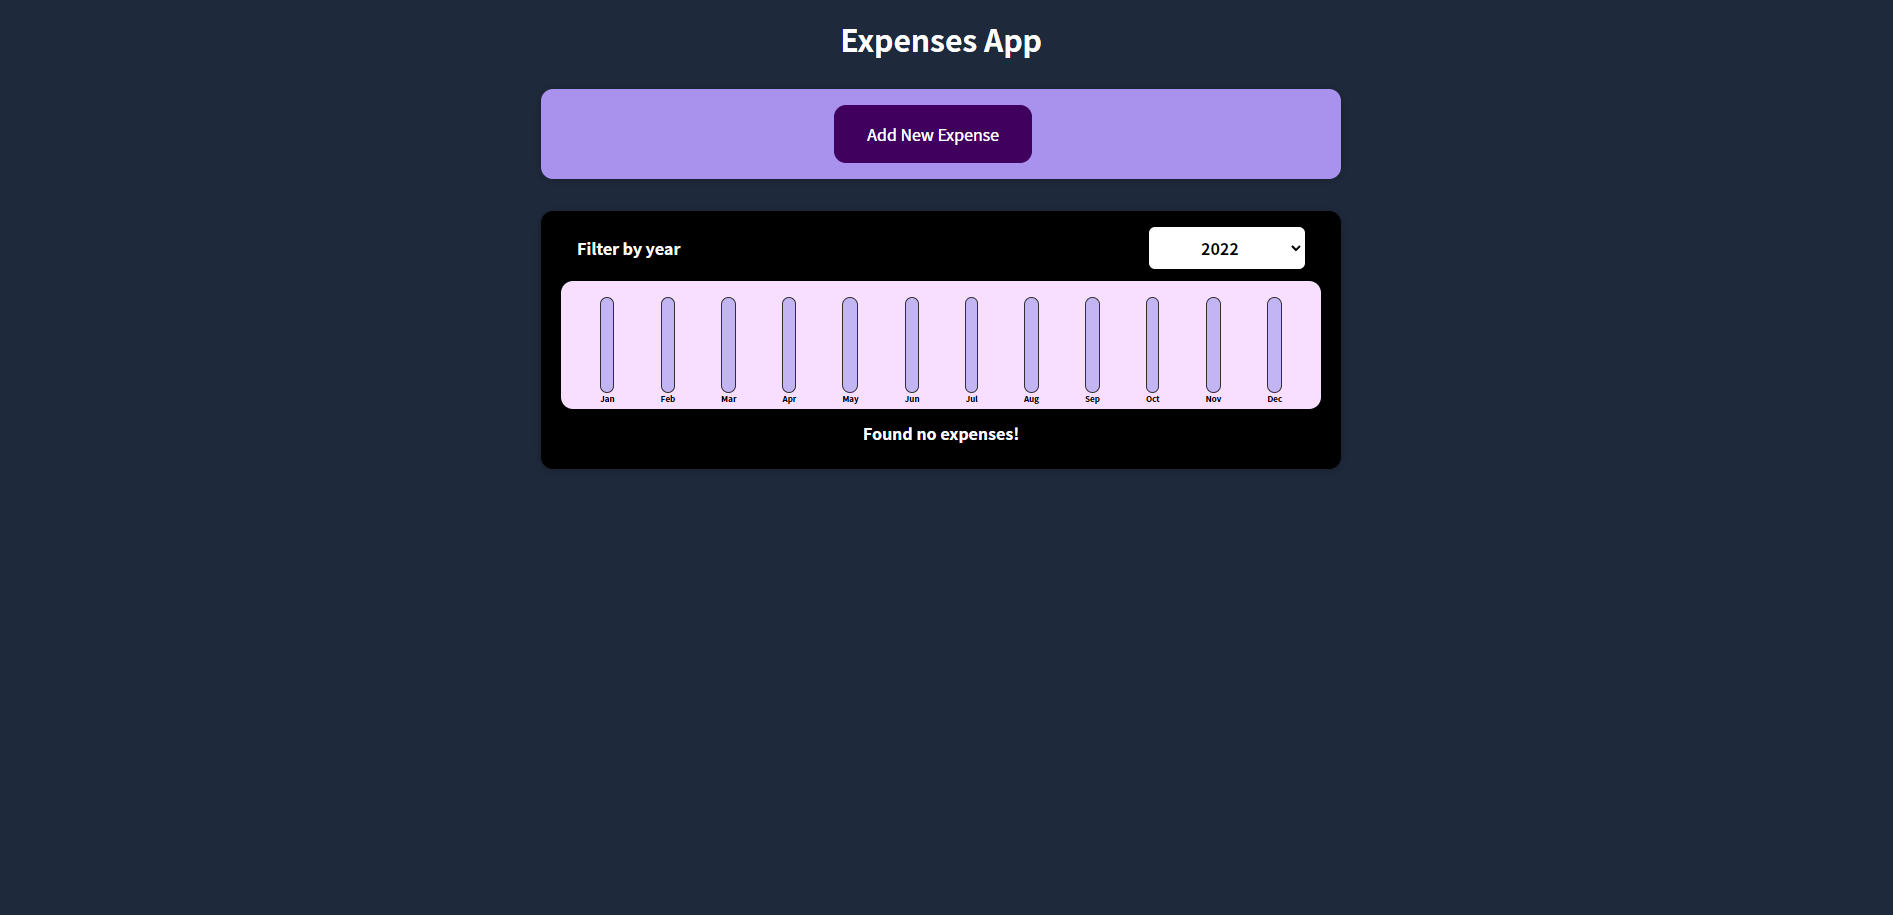 Expenses App
Add New Expense
Filter by year 2022
Jan Feb Mar Apr May Jun Jul Aug Sep Oct Nov Dec
Found no expenses!